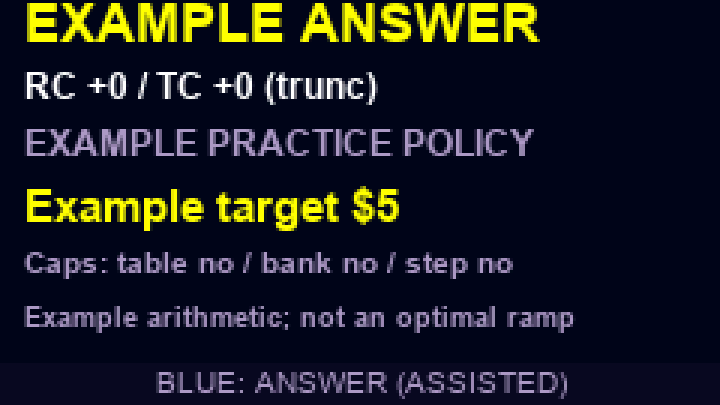 EXAMPLE ANSWER
RC +0 / TC +0 (trunc)
EXAMPLE PRACTICE POLICY
Example target $5
Caps: table no / bank no / step no
Example arithmetic; not an optimal ramp
BLUE: ANSWER (ASSISTED)